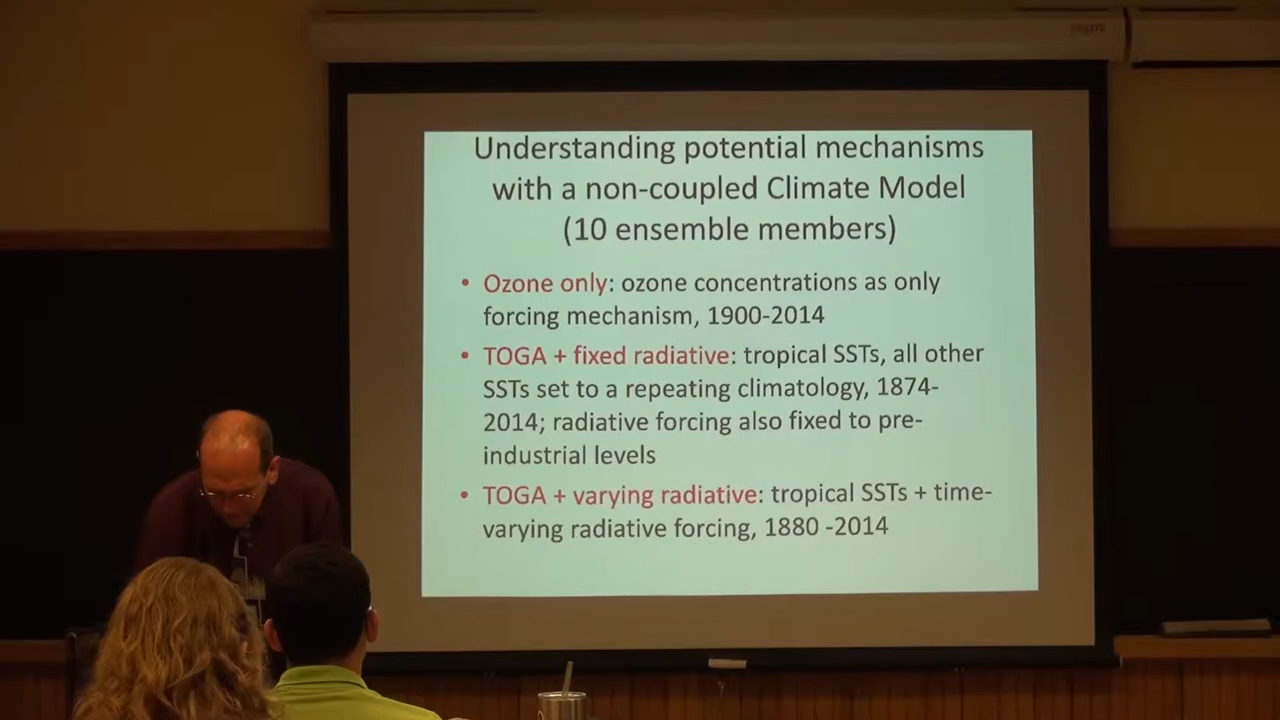 Understanding potential mechanisms
with a non-coupled Climate Model
(10 ensemble members)
• Ozone only: ozone concentrations as only
forcing mechanism, 1900-2014
• TOGA + fixed radiative: tropical SSTs, all other
SSTs set to a repeating climatology, 1874-
2014; radiative forcing also fixed to pre-
industrial levels
• TOGA + varying radiative: tropical SSTs + time-
varying radiative forcing, 1880 -2014